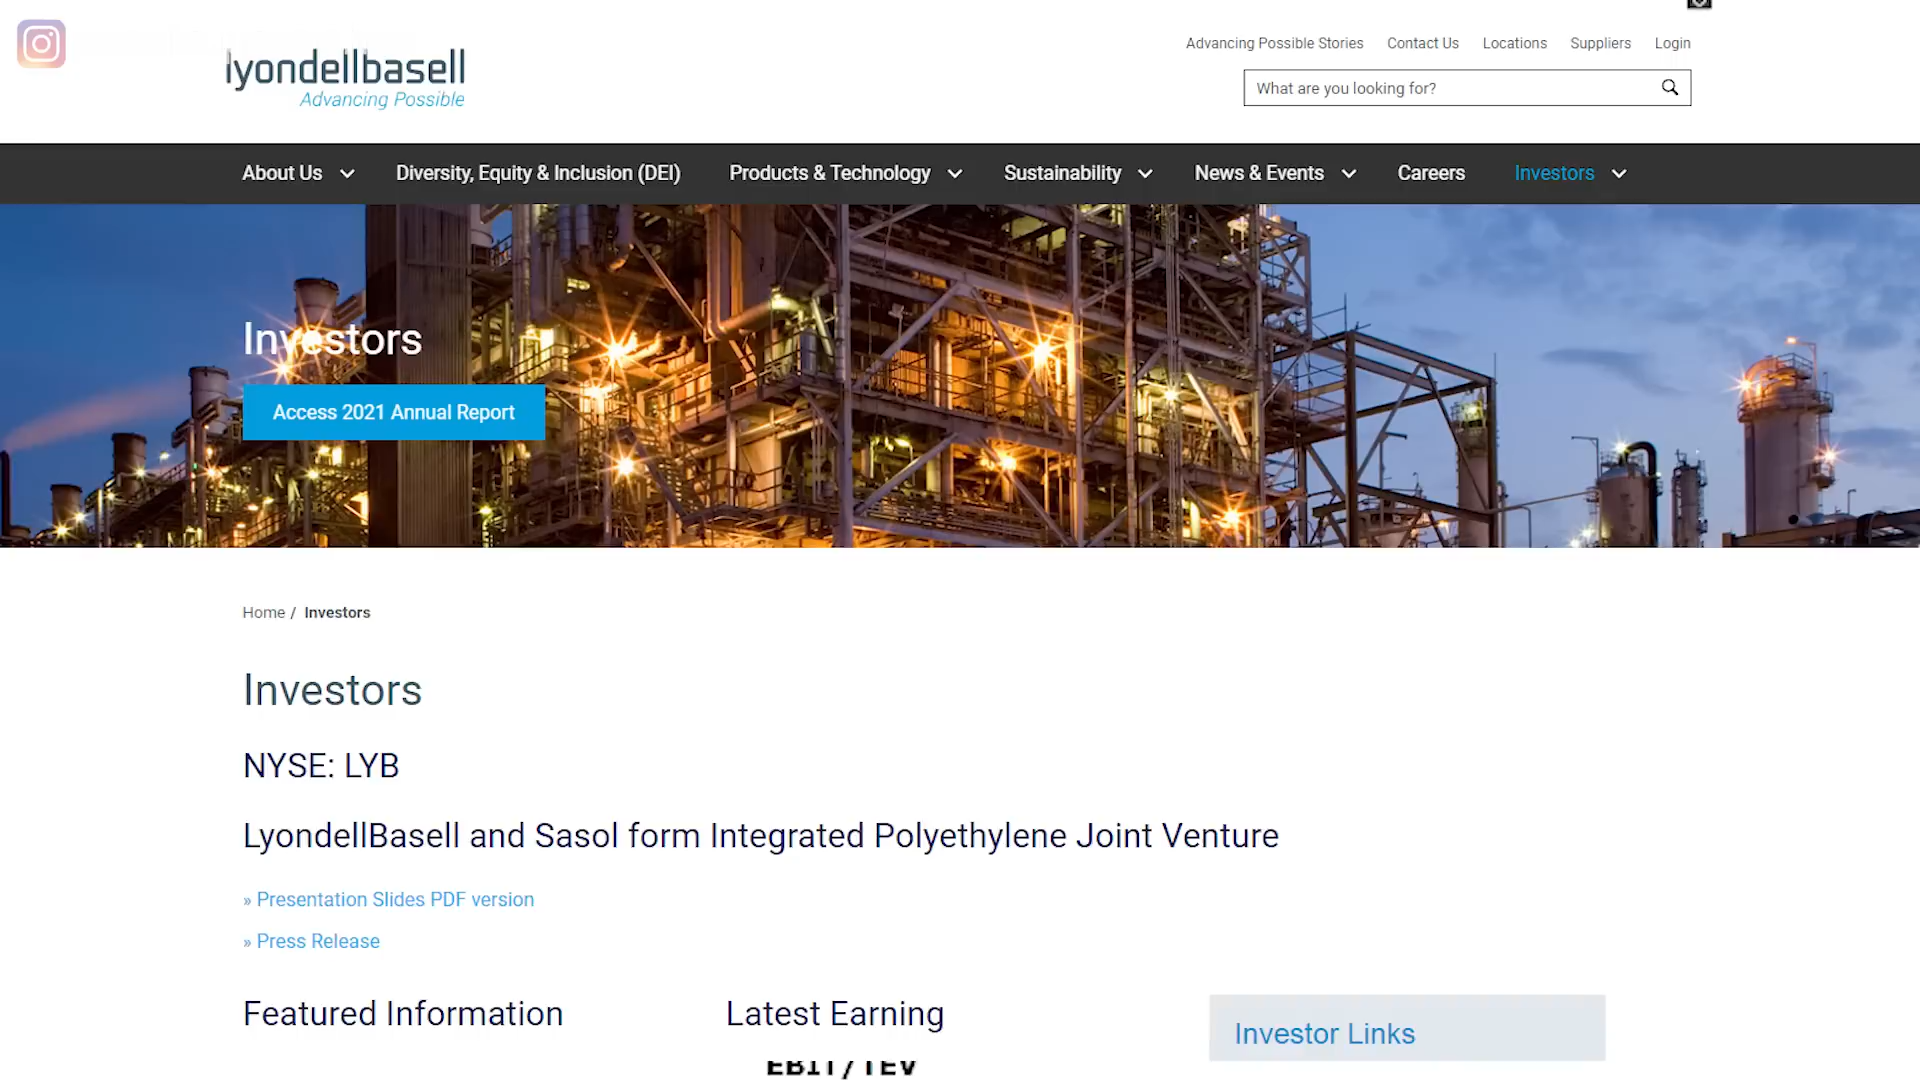 lyondellbasell
Advancing Possible
Advancing Possible Stories Contact Us Locations Suppliers Login
What are you looking for?
About Us Diversity, Equity & Inclusion (DEI) Products & Technology Sustainability News & Events Careers Investors
Investors
Access 2021 Annual Report
Home / Investors
Investors
NYSE: LYB
LyondellBasell and Sasol form Integrated Polyethylene Joint Venture
» Presentation Slides PDF version
» Press Release
Featured Information Latest Earning Investor Links
EBIT/TEV